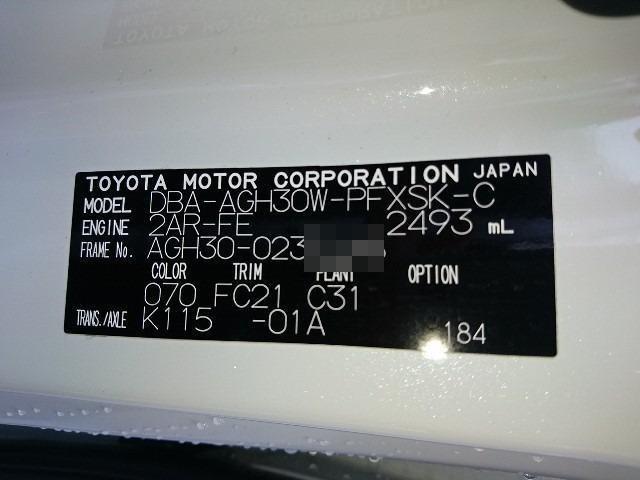 TOYOTA MOTOR CORPORATION JAPAN
MODEL DBA-AGH30W-PFXSK-C
ENGINE 2AR-FE 2493 mL
FRAME No. AGH30-023
COLOR TRIM PLANT OPTION
070 FC21 C31
TRANS./AXLE K115 -01A 184